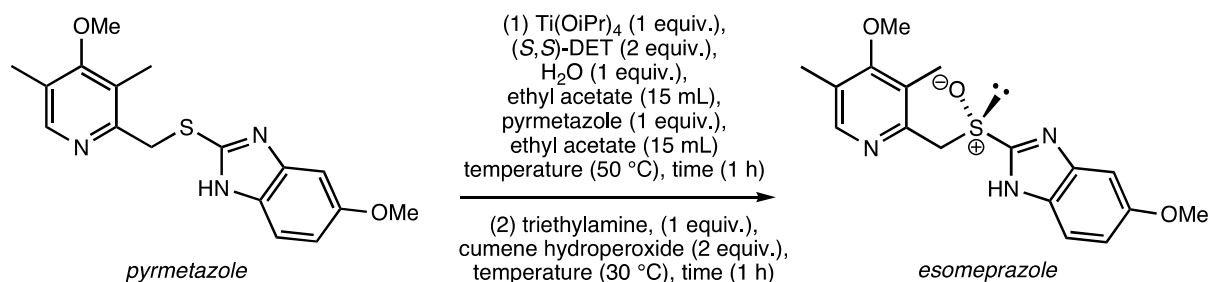 OMe
N
S
N
HN
OMe
pyrmetazole
(1) Ti(OiPr)4 (1 equiv.),
(S,S)-DET (2 equiv.),
H2O (1 equiv.),
ethyl acetate (15 mL),
pyrmetazole (1 equiv.),
ethyl acetate (15 mL)
temperature (50 °C), time (1 h)
(2) triethylamine, (1 equiv.),
cumene hydroperoxide (2 equiv.),
temperature (30 °C), time (1 h)
OMe
⊖O
N
S
⊕
N
HN
OMe
esomeprazole